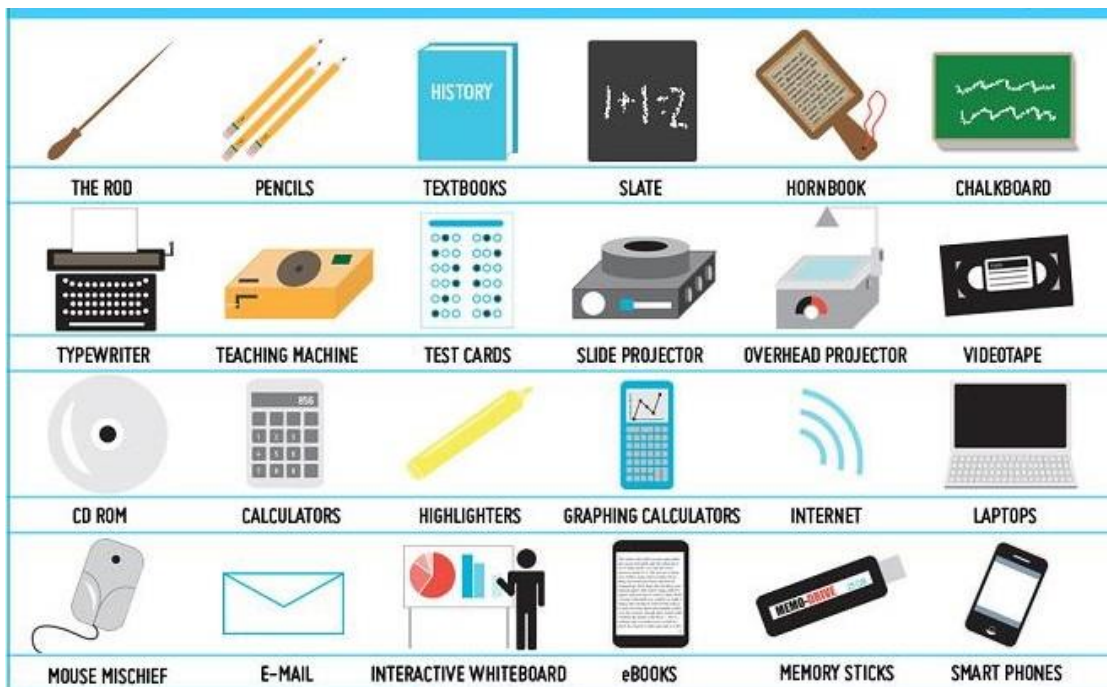 HISTORY
1+1=2
THE ROD
PENCILS
TEXTBOOKS
SLATE
HORNBOOK
CHALKBOARD
TYPEWRITER
TEACHING MACHINE
TEST CARDS
SLIDE PROJECTOR
OVERHEAD PROJECTOR
VIDEOTAPE
856
CD ROM
CALCULATORS
HIGHLIGHTERS
GRAPHING CALCULATORS
INTERNET
LAPTOPS
MEMO-DRIVE
MOUSE MISCHIEF
E-MAIL
INTERACTIVE WHITEBOARD
eBOOKS
MEMORY STICKS
SMART PHONES